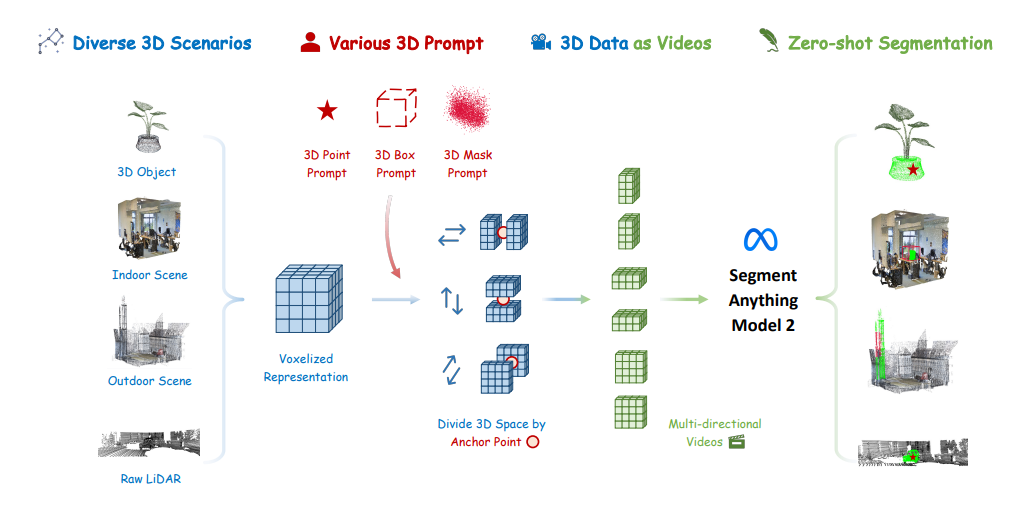 Diverse 3D Scenarios
Various 3D Prompt
3D Data as Videos
Zero-shot Segmentation
3D Object
Indoor Scene
Outdoor Scene
Raw LiDAR
Voxelized
Representation
3D Point
Prompt
3D Box
Prompt
3D Mask
Prompt
Divide 3D Space by
Anchor Point
Multi-directional
Videos
Segment
Anything
Model 2